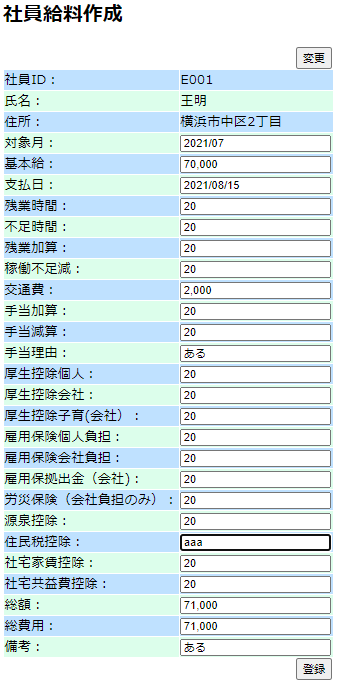 社員給料作成
変更
社員ID： E001
氏名： 王明
住所： 横浜市中区2丁目
対象月： 2021/07
基本給： 70,000
支払日： 2021/08/15
残業時間： 20
不足時間： 20
残業加算： 20
稼働不足減： 20
交通費： 2,000
手当加算： 20
手当減算： 20
手当理由： ある
厚生控除個人： 20
厚生控除会社： 20
厚生控除子育(会社）： 20
雇用保険個人負担： 20
雇用保険会社負担： 20
雇用保拠出金（会社)： 20
労災保険（会社負担のみ）： 20
源泉控除： 20
住民税控除： aaa
社宅家賃控除： 20
社宅共益費控除： 20
総額： 71,000
総費用： 71,000
備考： ある
登録